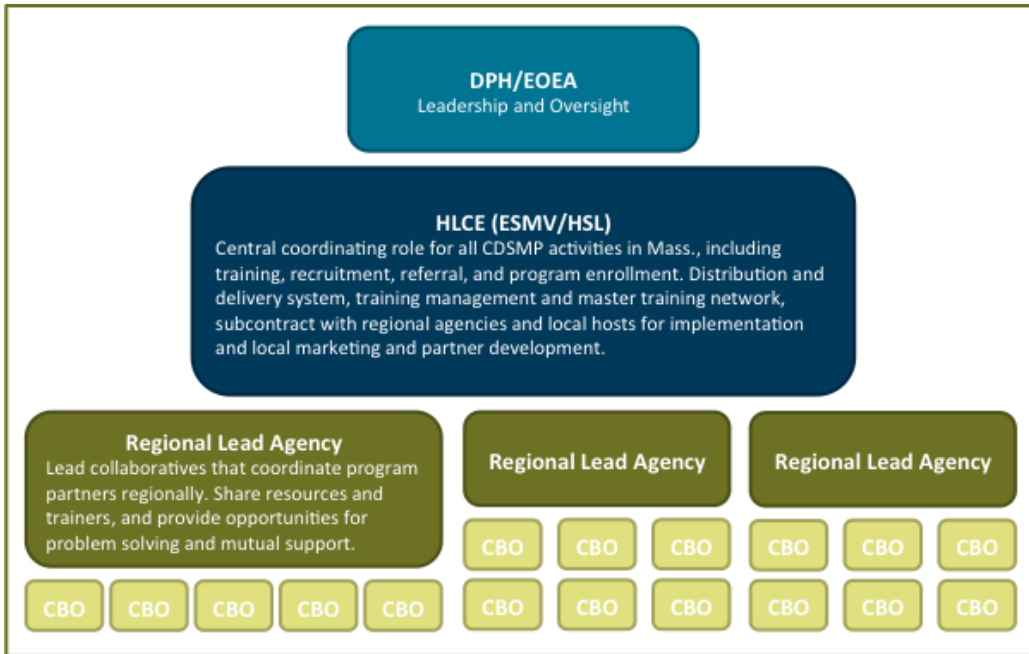 DPH/EOEA
Leadership and Oversight
HLCE (ESMV/HSL)
Central coordinating role for all CDSMP activities in Mass., including
training, recruitment, referral, and program enrollment. Distribution and
delivery system, training management and master training network,
subcontract with regional agencies and local hosts for implementation
and local marketing and partner development.
Regional Lead Agency
Lead collaboratives that coordinate program
partners regionally. Share resources and
trainers, and provide opportunities for
problem solving and mutual support.
CBO CBO CBO CBO CBO
Regional Lead Agency
CBO CBO CBO
CBO CBO CBO
Regional Lead Agency
CBO CBO CBO
CBO CBO CBO